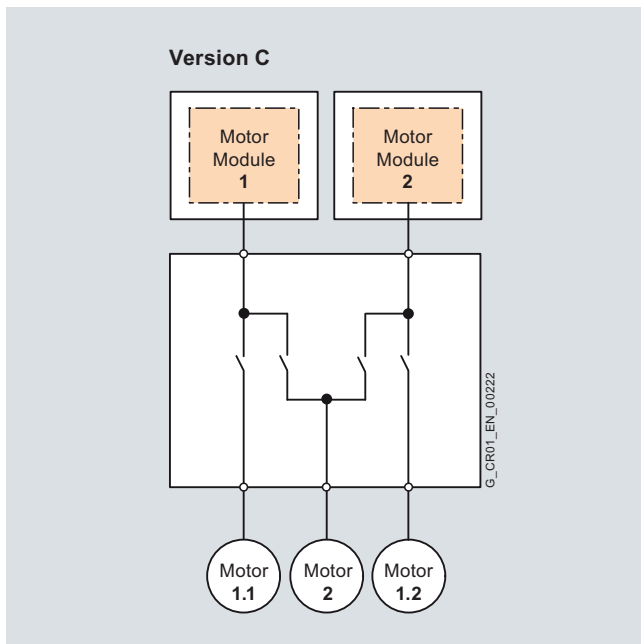 Version C
Motor
Module
1
Motor
Module
2
G_CR01_EN_00222
Motor
1.1
Motor
2
Motor
1.2